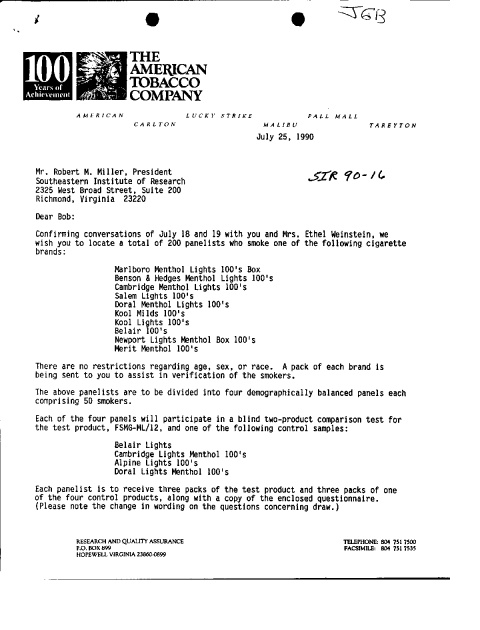 JGB
100
Years of
Achievement
THE
AMERICAN
TOBACCO
COMPANY
AMERICAN LUCKY STRIKE PALL MALL
CARLTON MALIBU TAREYTON
July 25, 1990
Mr. Robert M. Miller, President
Southeastern Institute of Research
2325 West Broad Street, Suite 200
Richmond, Virginia 23220
SIR 90-16
Dear Bob:
Confirming conversations of July 18 and 19 with you and Mrs. Ethel Weinstein, we
wish you to locate a total of 200 panelists who smoke one of the following cigarette
brands:
Marlboro Menthol Lights 100's Box
Benson & Hedges Menthol Lights 100's
Cambridge Menthol Lights 100's
Salem Lights 100's
Doral Menthol Lights 100's
Kool Milds 100's
Kool Lights 100's
Belair 100's
Newport Lights Menthol Box 100's
Merit Menthol 100's
There are no restrictions regarding age, sex, or race. A pack of each brand is
being sent to you to assist in verification of the smokers.
The above panelists are to be divided into four demographically balanced panels each
comprising 50 smokers.
Each of the four panels will participate in a blind two-product comparison test for
the test product, FSMG-ML/12, and one of the following control samples:
Belair Lights
Cambridge Lights Menthol 100's
Alpine Lights 100's
Doral Lights Menthol 100's
Each panelist is to receive three packs of the test product and three packs of one
of the four control products, along with a copy of the enclosed questionnaire.
(Please note the change in wording on the questions concerning draw.)
RESEARCH AND QUALITY ASSURANCE
P.O. BOX 899
HOPEWELL VIRGINIA 23860-0899
TELEPHONE: 804 751 7500
FACSIMILE: 804 751 7535